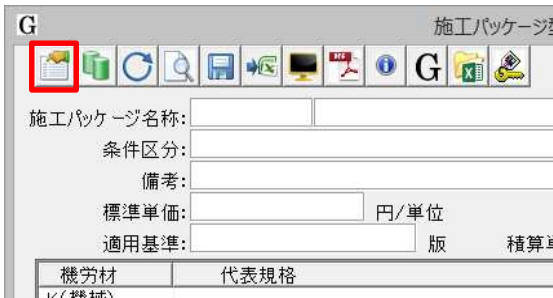 G 施工パッケージ型
G
施工パッケージ名称:
条件区分:
備考:
標準単価: 円/単位
適用基準: 版 積算単
機労材 代表規格
K(機械)